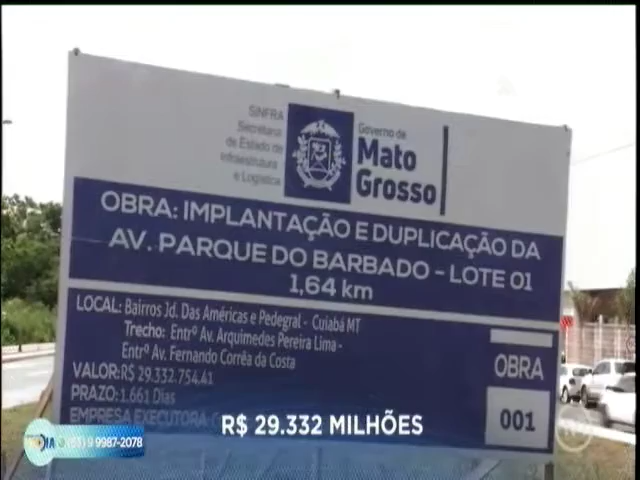 SINFRA
Secretaria
de Estado de
Infraestrutura
e Logística
Governo de
Mato
Grosso
OBRA: IMPLANTAÇÃO E DUPLICAÇÃO DA
AV. PARQUE DO BARBADO - LOTE 01
1,64 km
LOCAL: Bairros Jd. Das Américas e Pedegral - Cuiabá MT
Trecho: Entrº Av. Arquimedes Pereira Lima -
Entrº Av. Fernando Corrêa da Costa
VALOR:R$ 29.332.754,41
PRAZO:1.661 Dias
EMPRESA EXECUTORA:
OBRA
001
R$ 29.332 MILHÕES
9987-2078